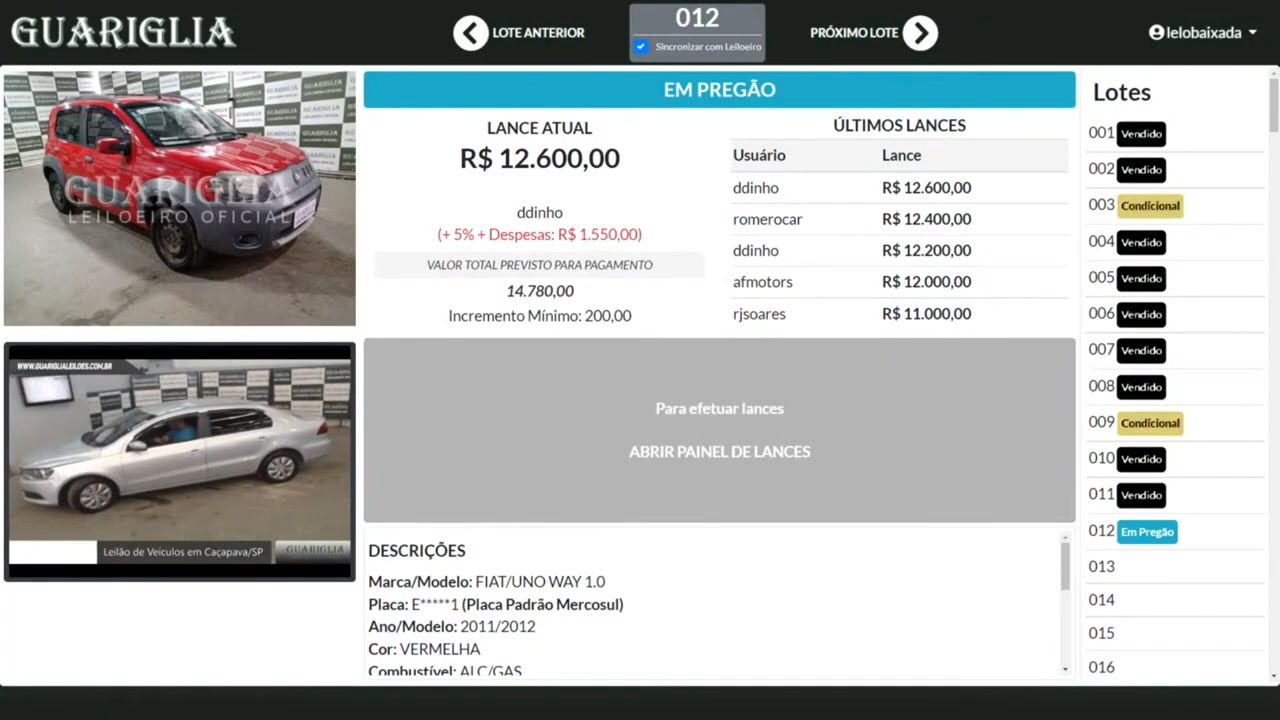 GUARIGLIA
LOTE ANTERIOR
012
Sincronizar com Leiloeiro
PRÓXIMO LOTE
lelobaixada
GUARIGLIA
LEILOEIRO OFICIAL
EM PREGÃO
LANCE ATUAL
R$ 12.600,00
ddinho
(+ 5% + Despesas: R$ 1.550,00)
VALOR TOTAL PREVISTO PARA PAGAMENTO
14.780,00
Incremento Mínimo: 200,00
ÚLTIMOS LANCES
Usuário Lance
ddinho R$ 12.600,00
romerocar R$ 12.400,00
ddinho R$ 12.200,00
afmotors R$ 12.000,00
rjsoares R$ 11.000,00
Para efetuar lances
ABRIR PAINEL DE LANCES
WWW.GUARIGLIALEILOES.COM.BR
Leilão de Veículos em Caçapava/SP
GUARIGLIA
DESCRIÇÕES
Marca/Modelo: FIAT/UNO WAY 1.0
Placa: E*****1 (Placa Padrão Mercosul)
Ano/Modelo: 2011/2012
Cor: VERMELHA
Combustível: ALC/GAS
Lotes
001 Vendido
002 Vendido
003 Condicional
004 Vendido
005 Vendido
006 Vendido
007 Vendido
008 Vendido
009 Condicional
010 Vendido
011 Vendido
012 Em Pregão
013
014
015
016